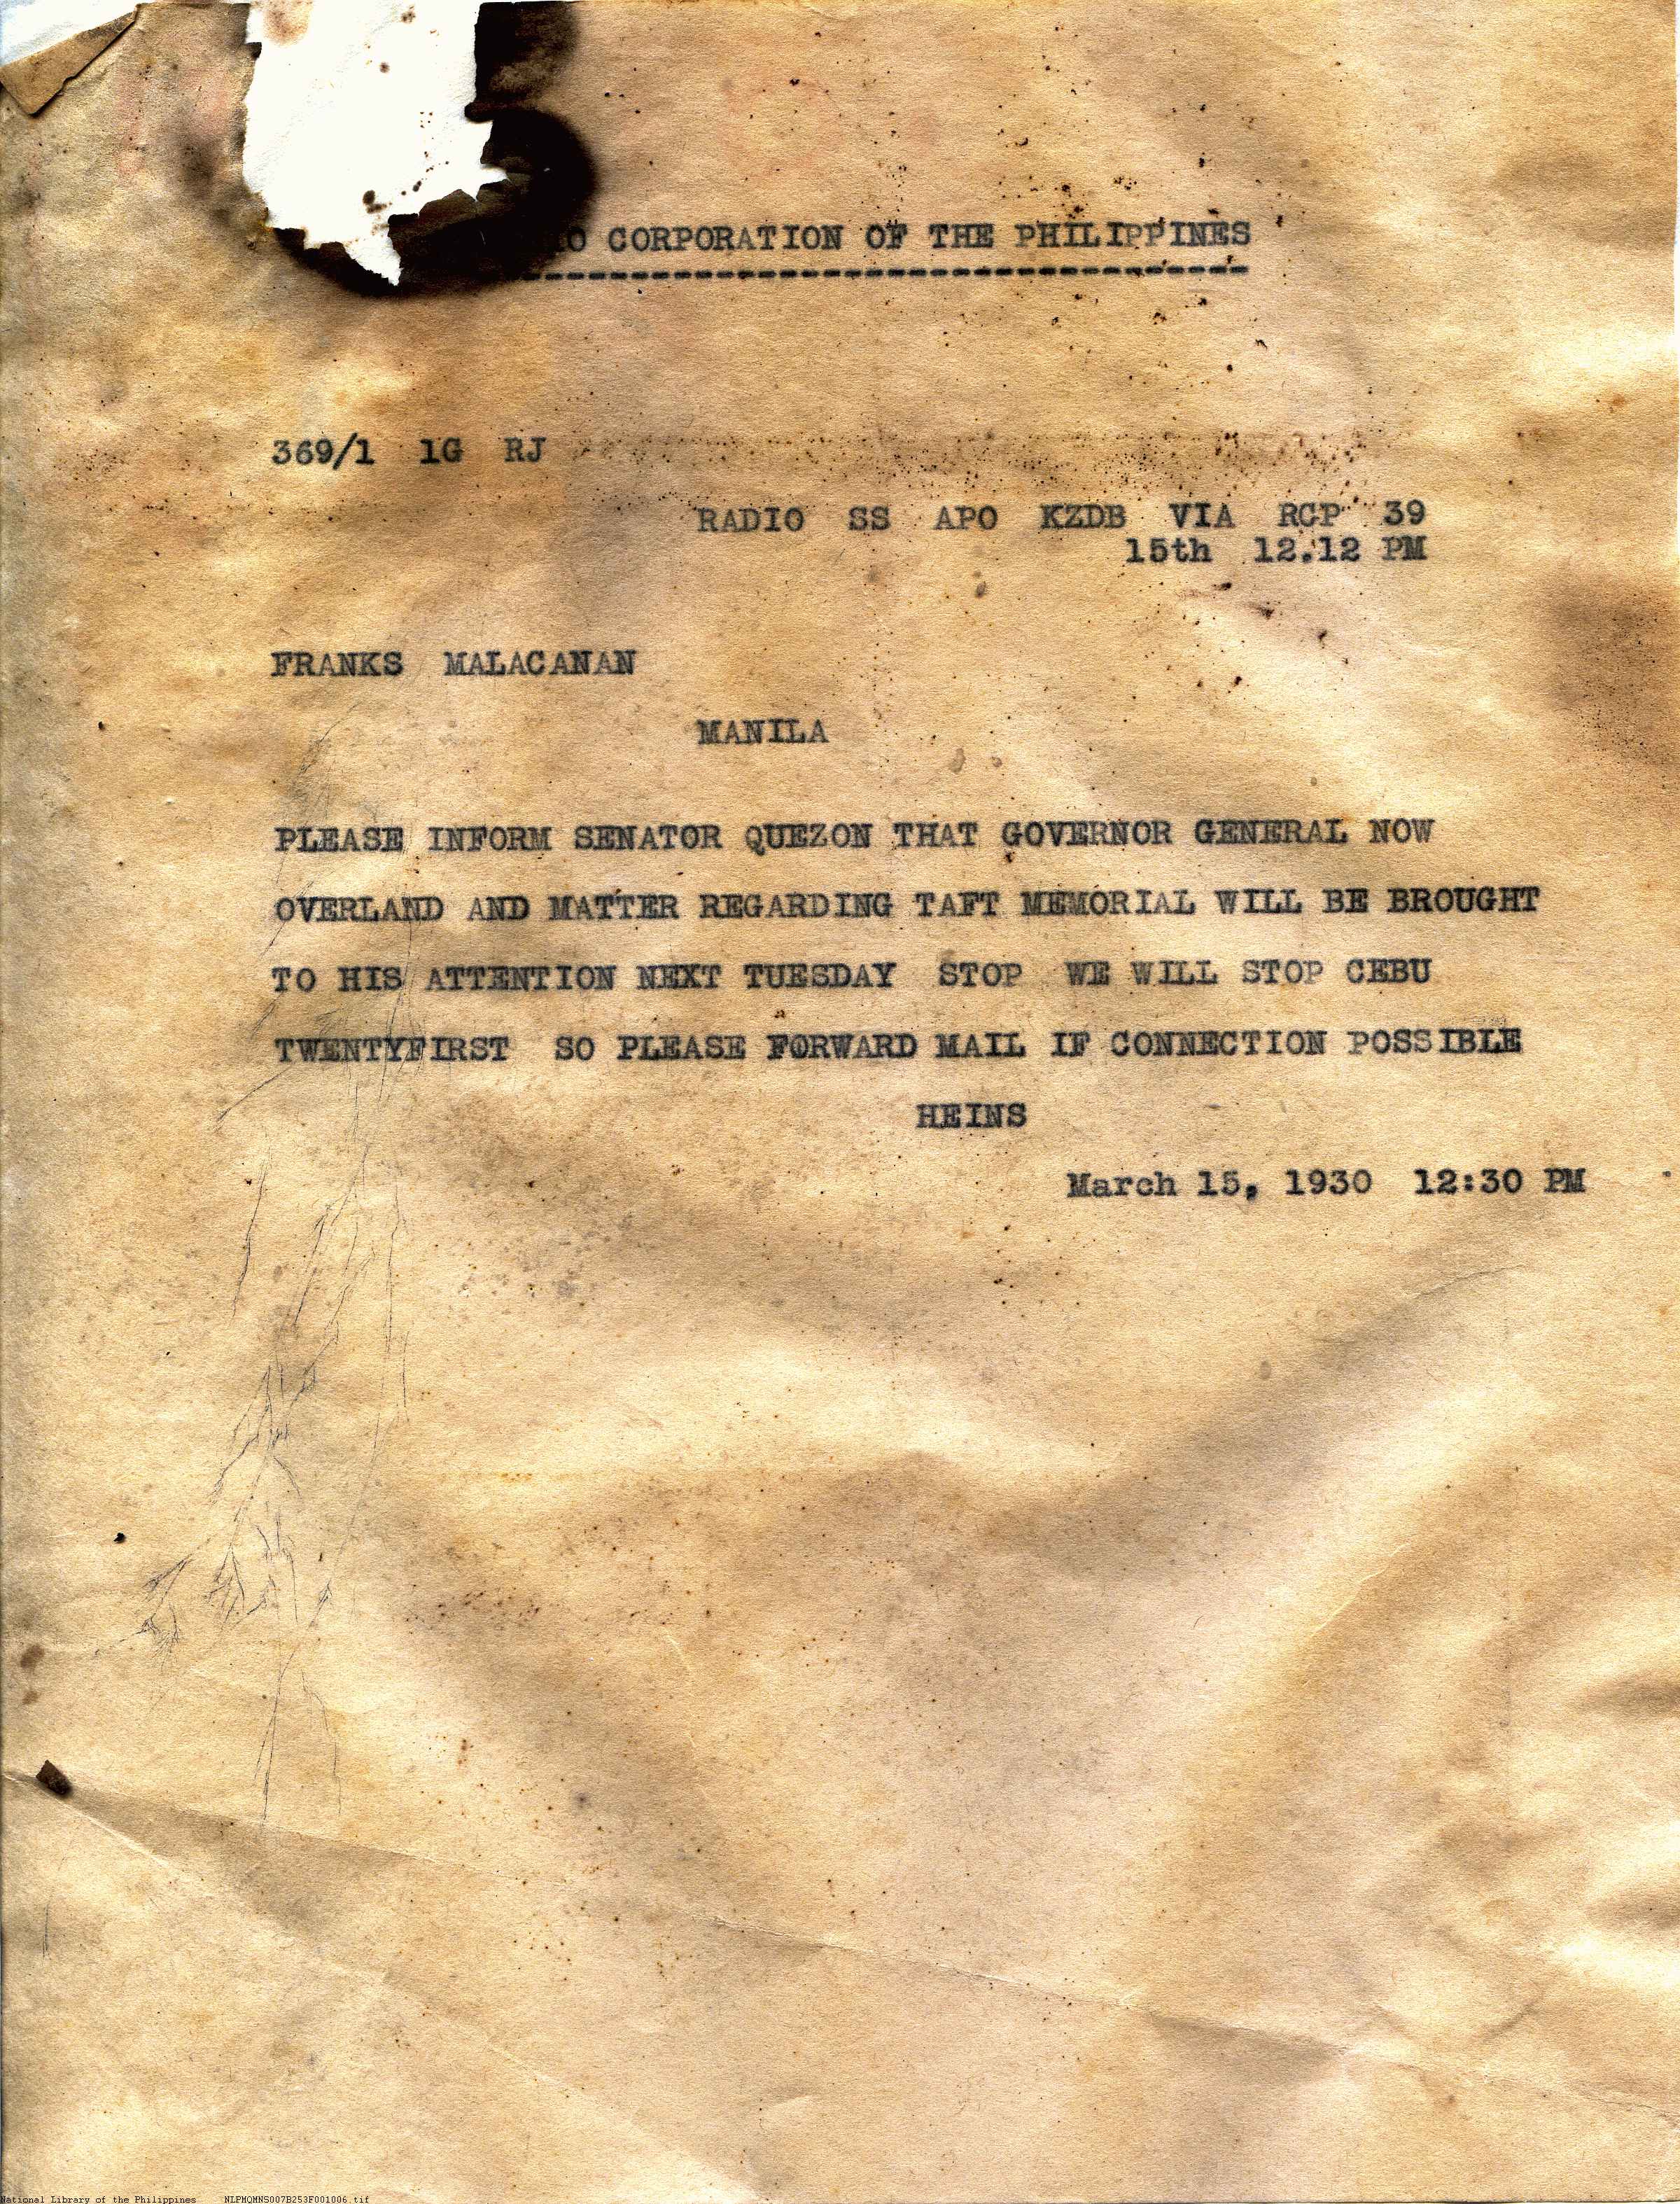 O CORPORATION OF THE PHILIPPINES
369/1 1G RJ
RADIO SS APO KZDB VIA RCP 39
15th 12.12 PM
FRANKS MALACANAN
MANILA
PLEASE INFORM SENATOR QUEZON THAT GOVERNOR GENERAL NOW
OVERLAND AND MATTER REGARDING TAFT MEMORIAL WILL BE BROUGHT
TO HIS ATTENTION NEXT TUESDAY STOP WE WILL STOP CEBU
TWENTYFIRST SO PLEASE FORWARD MAIL IF CONNECTION POSSIBLE
HEINS
March 15, 1930 12:30 PM
National Library of the Philippines NLPMQMNS007B253F001006.tif